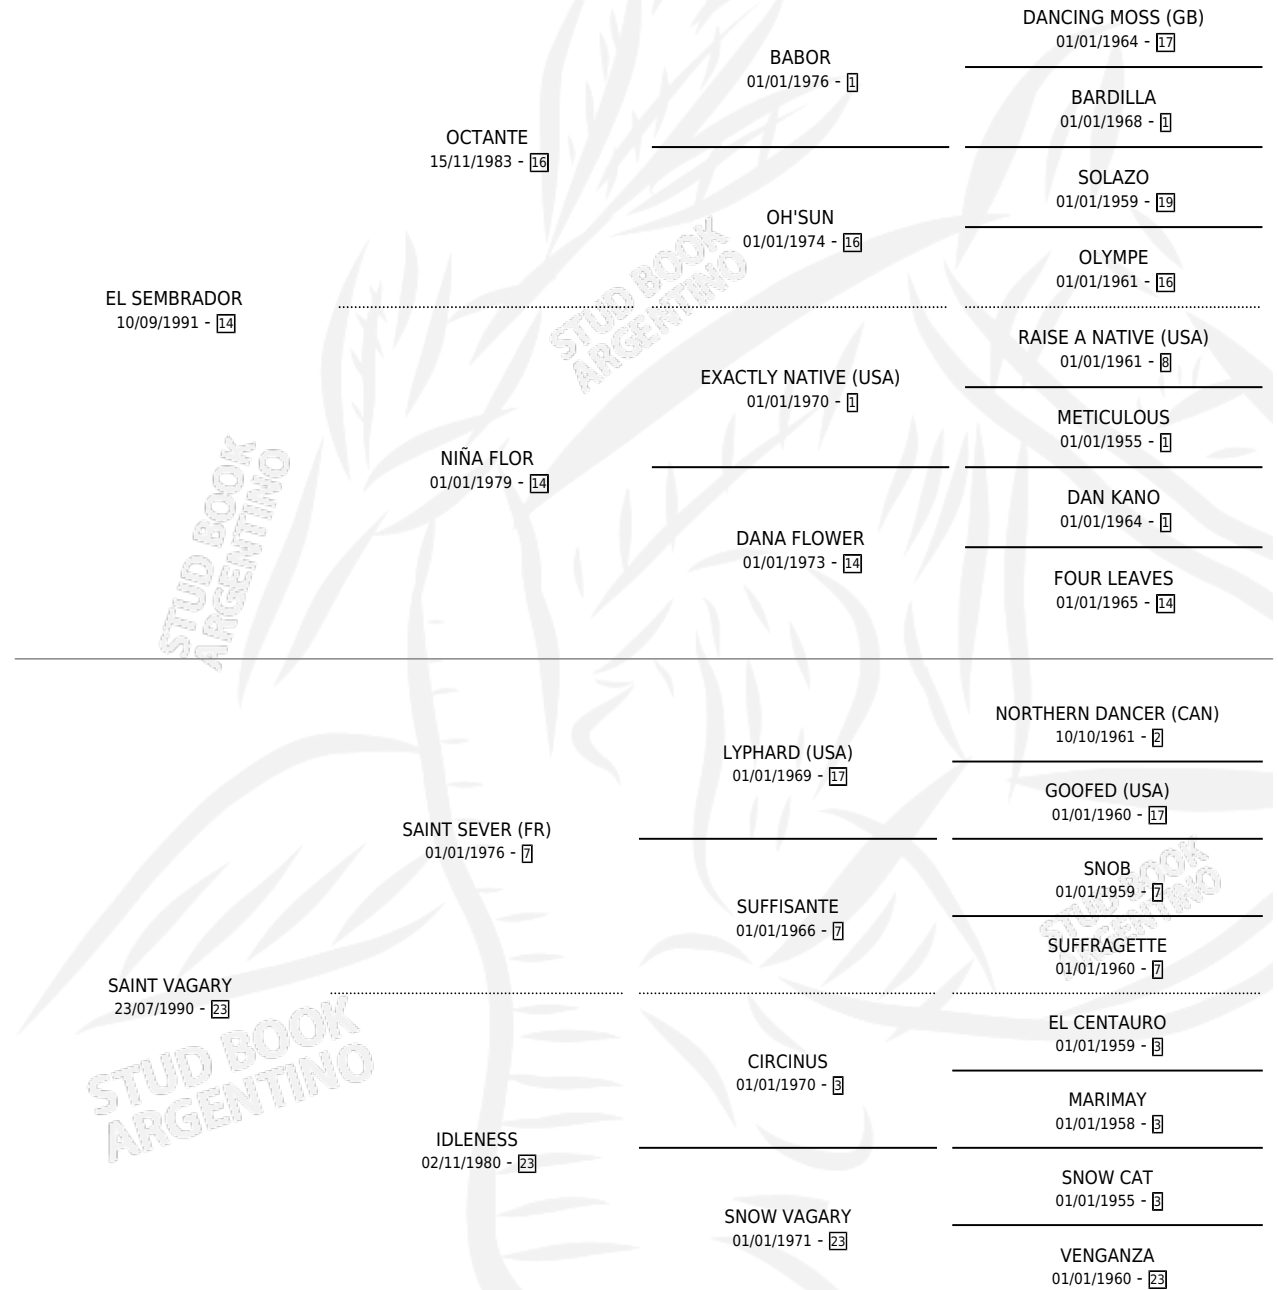 DANCING MOSS (GB)
01/01/1964 - 17
BABOR
01/01/1976 - 1
BARDILLA
01/01/1968 - 1
OCTANTE
15/11/1983 - 16
SOLAZO
01/01/1959 - 19
OH'SUN
01/01/1974 - 16
OLYMPE
01/01/1961 - 16
EL SEMBRADOR
10/09/1991 - 14
RAISE A NATIVE (USA)
01/01/1961 - 8
EXACTLY NATIVE (USA)
01/01/1970 - 1
METICULOUS
01/01/1955 - 1
NIÑA FLOR
01/01/1979 - 14
DAN KANO
01/01/1964 - 1
DANA FLOWER
01/01/1973 - 14
FOUR LEAVES
01/01/1965 - 14
NORTHERN DANCER (CAN)
10/10/1961 - 2
LYPHARD (USA)
01/01/1969 - 17
GOOFED (USA)
01/01/1960 - 17
SAINT SEVER (FR)
01/01/1976 - 7
SNOB
01/01/1959 - 7
SUFFISANTE
01/01/1966 - 7
SUFFRAGETTE
01/01/1960 - 7
SAINT VAGARY
23/07/1990 - 23
EL CENTAURO
01/01/1959 - 3
CIRCINUS
01/01/1970 - 3
MARIMAY
01/01/1958 - 3
IDLENESS
02/11/1980 - 23
SNOW CAT
01/01/1955 - 3
SNOW VAGARY
01/01/1971 - 23
VENGANZA
01/01/1960 - 23
STUD BOOK
ARGENTINO
STUD BOOK
ARGENTINO
STUD BOOK
ARGENTINO
STUD BOOK
ARGENTINO